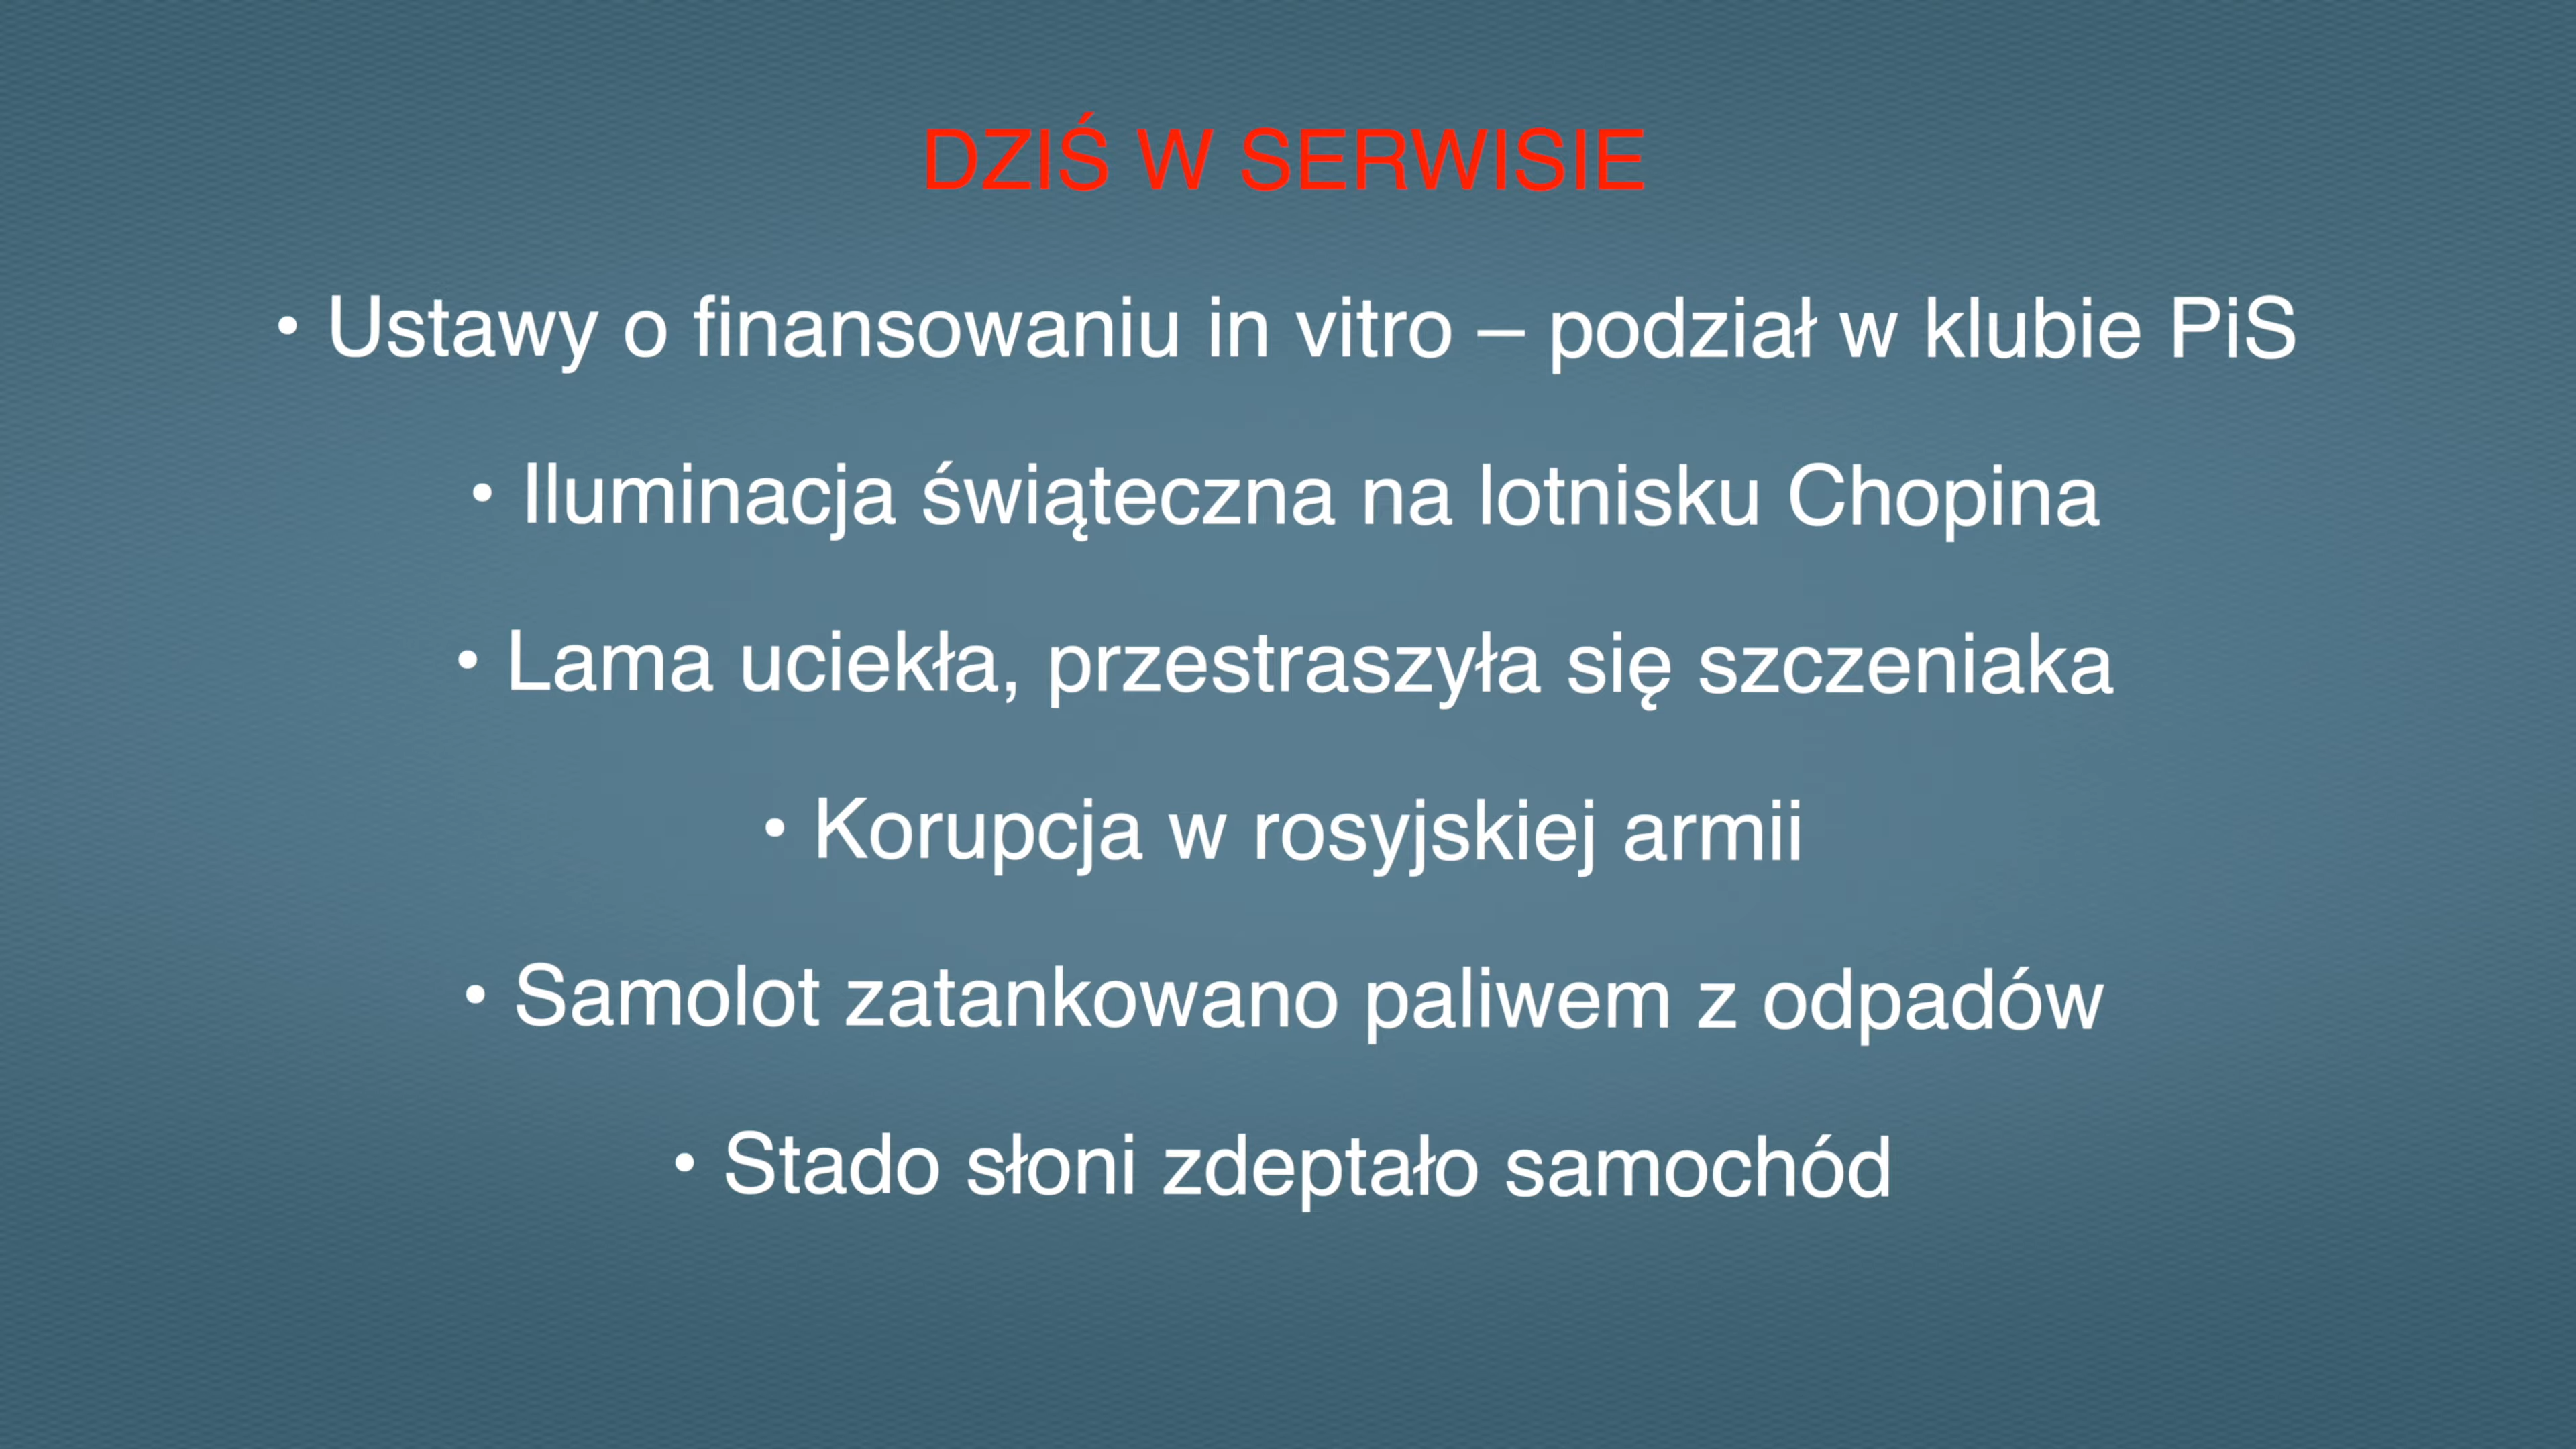 DZIŚ W SERWISIE
• Ustawy o finansowaniu in vitro – podział w klubie PiS
• Iluminacja świąteczna na lotnisku Chopina
• Lama uciekła, przestraszyła się szczeniaka
• Korupcja w rosyjskiej armii
• Samolot zatankowano paliwem z odpadów
• Stado słoni zdeptało samochód